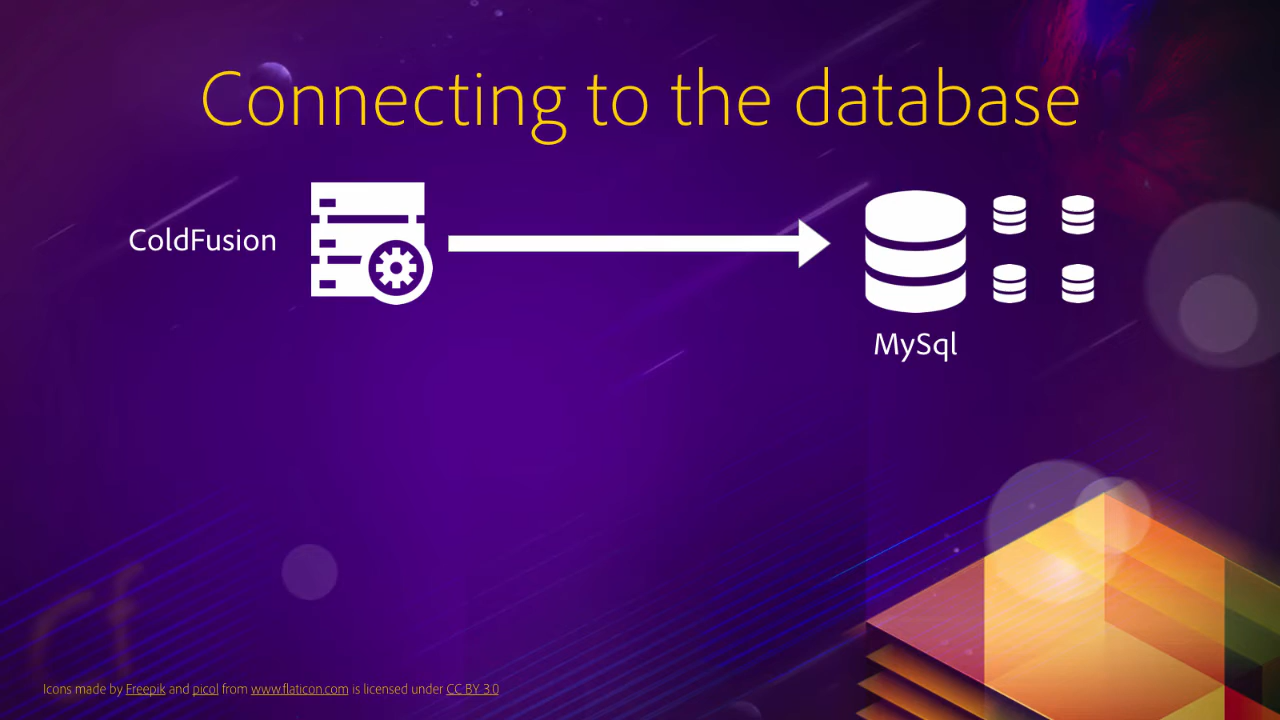 Connecting to the database
ColdFusion
MySql
cf
Icons made by Freepik and picol from www.flaticon.com is licensed under CC BY 3.0